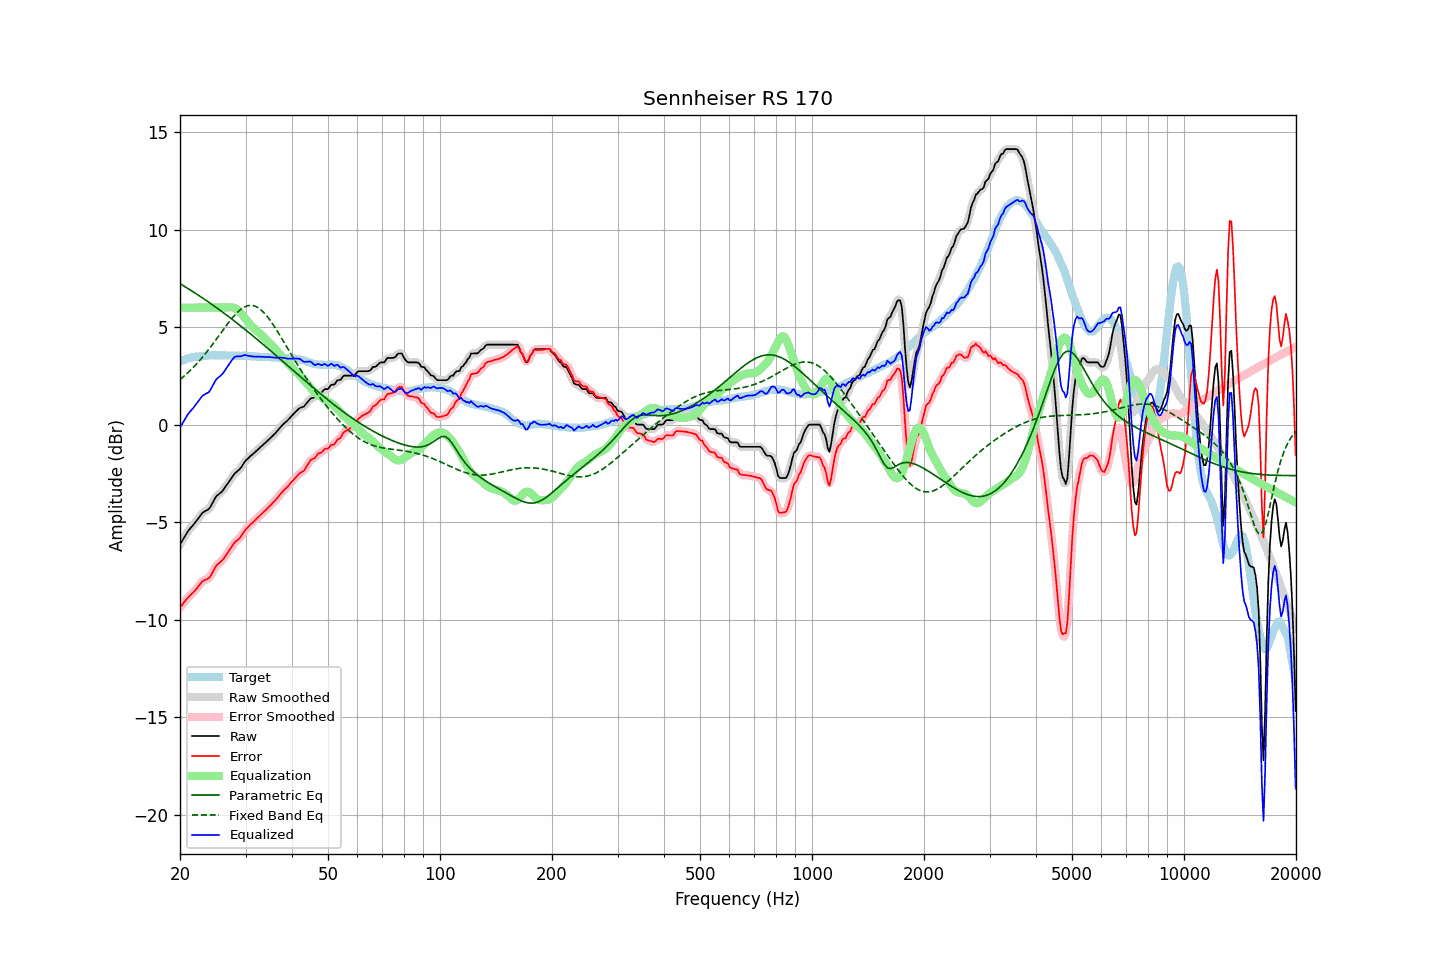 Sennheiser RS 170
Amplitude (dBr)
15
10
5
0
−5
−10
−15
−20
Target
Raw Smoothed
Error Smoothed
Raw
Error
Equalization
Parametric Eq
Fixed Band Eq
Equalized
20
50
100
200
500
1000
2000
5000
10000
20000
Frequency (Hz)